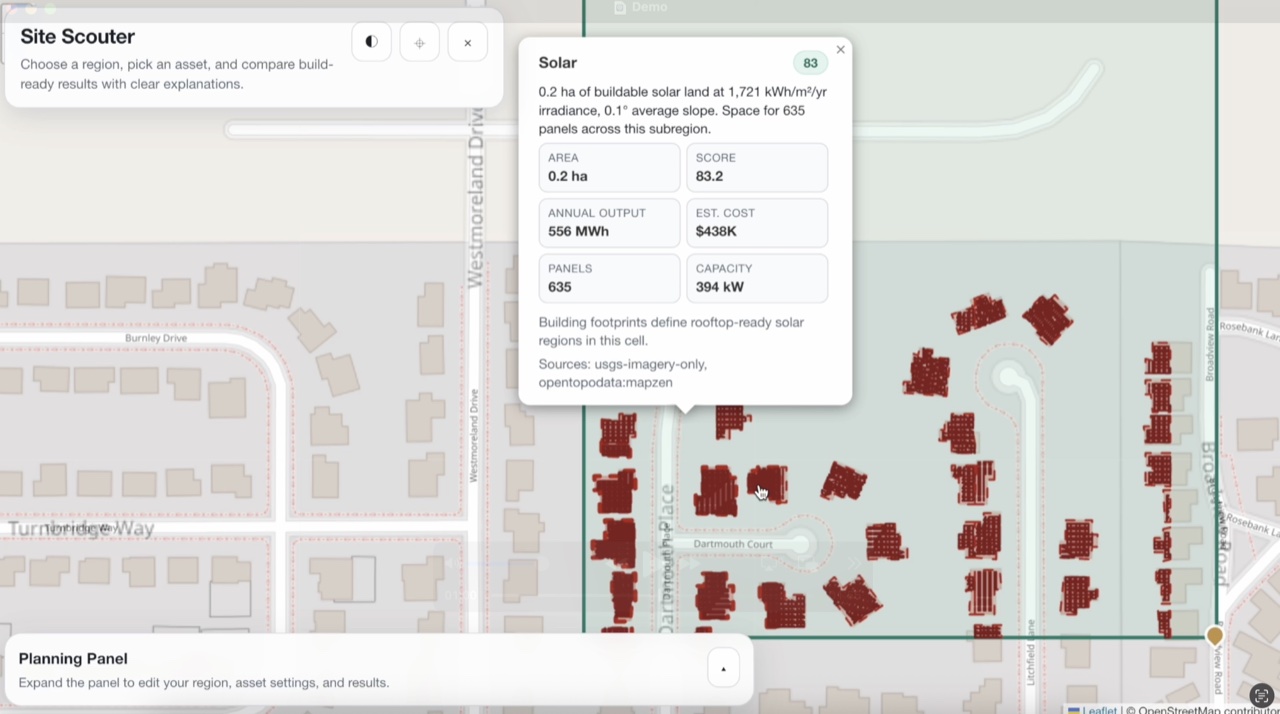 Demo
Site Scouter
Choose a region, pick an asset, and compare build-
ready results with clear explanations.
Solar
83
0.2 ha of buildable solar land at 1,721 kWh/m²/yr
irradiance, 0.1° average slope. Space for 635
panels across this subregion.
AREA
0.2 ha
SCORE
83.2
ANNUAL OUTPUT
556 MWh
EST. COST
$438K
PANELS
635
CAPACITY
394 kW
Building footprints define rooftop-ready solar
regions in this cell.
Sources: usgs-imagery-only,
opentopodata:mapzen
Westmoreland Drive
Burnley Drive
Westmoreland Drive
Broadview Road
Rosebank
Turnbridge Way
Dartmouth Place
Dartmouth Court
Rosebank
Litchfield Lane
Road
Planning Panel
Expand the panel to edit your region, asset settings, and results.
Leaflet | © OpenStreetMap